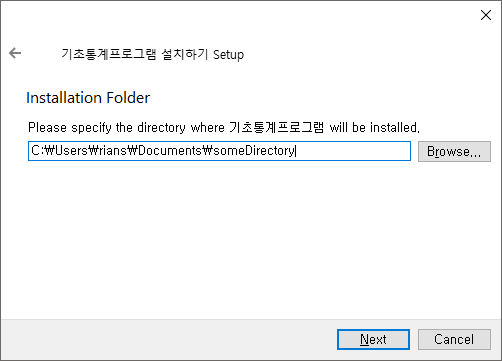 기초통계프로그램 설치하기 Setup
Installation Folder
Please specify the directory where 기초통계프로그램 will be installed.
C:₩Users₩rians₩Documents₩someDirectory
Browse...
Next
Cancel